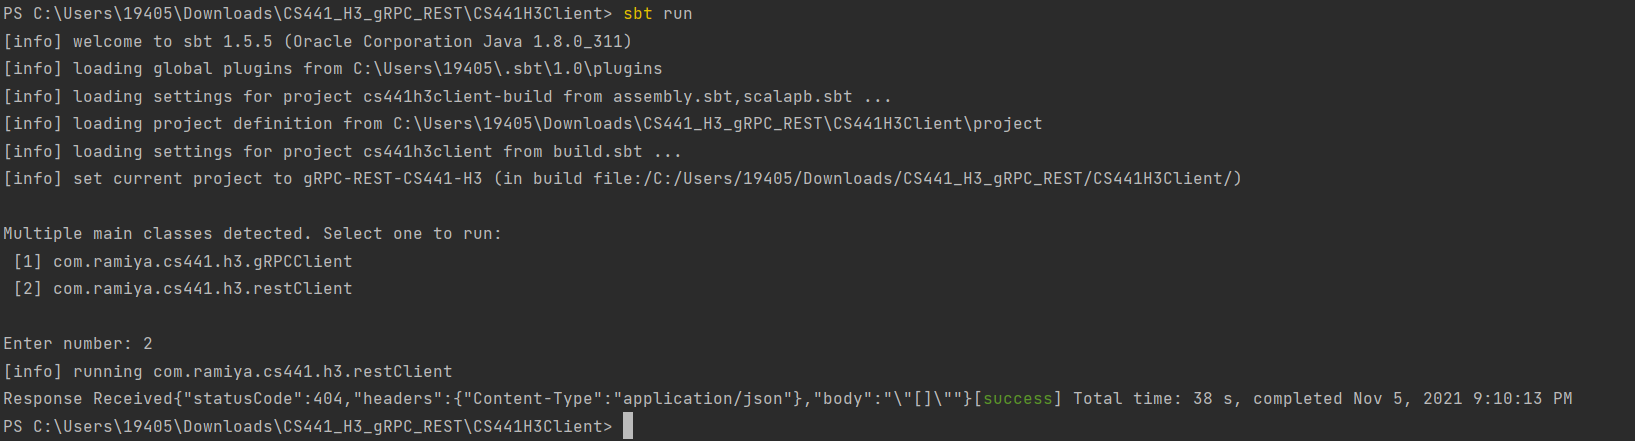 PS C:\Users\19405\Downloads\CS441_H3_gRPC_REST\CS441H3Client> sbt run
[info] welcome to sbt 1.5.5 (Oracle Corporation Java 1.8.0_311)
[info] loading global plugins from C:\Users\19405\.sbt\1.0\plugins
[info] loading settings for project cs441h3client-build from assembly.sbt,scalapb.sbt ...
[info] loading project definition from C:\Users\19405\Downloads\CS441_H3_gRPC_REST\CS441H3Client\project
[info] loading settings for project cs441h3client from build.sbt ...
[info] set current project to gRPC-REST-CS441-H3 (in build file:/C:/Users/19405/Downloads/CS441_H3_gRPC_REST/CS441H3Client/)
Multiple main classes detected. Select one to run:
[1] com.ramiya.cs441.h3.gRPCClient
[2] com.ramiya.cs441.h3.restClient
Enter number: 2
[info] running com.ramiya.cs441.h3.restClient
Response Received{"statusCode":404,"headers":{"Content-Type":"application/json"},"body":"\"[]\""}[success] Total time: 38 s, completed Nov 5, 2021 9:10:13 PM
PS C:\Users\19405\Downloads\CS441_H3_gRPC_REST\CS441H3Client>